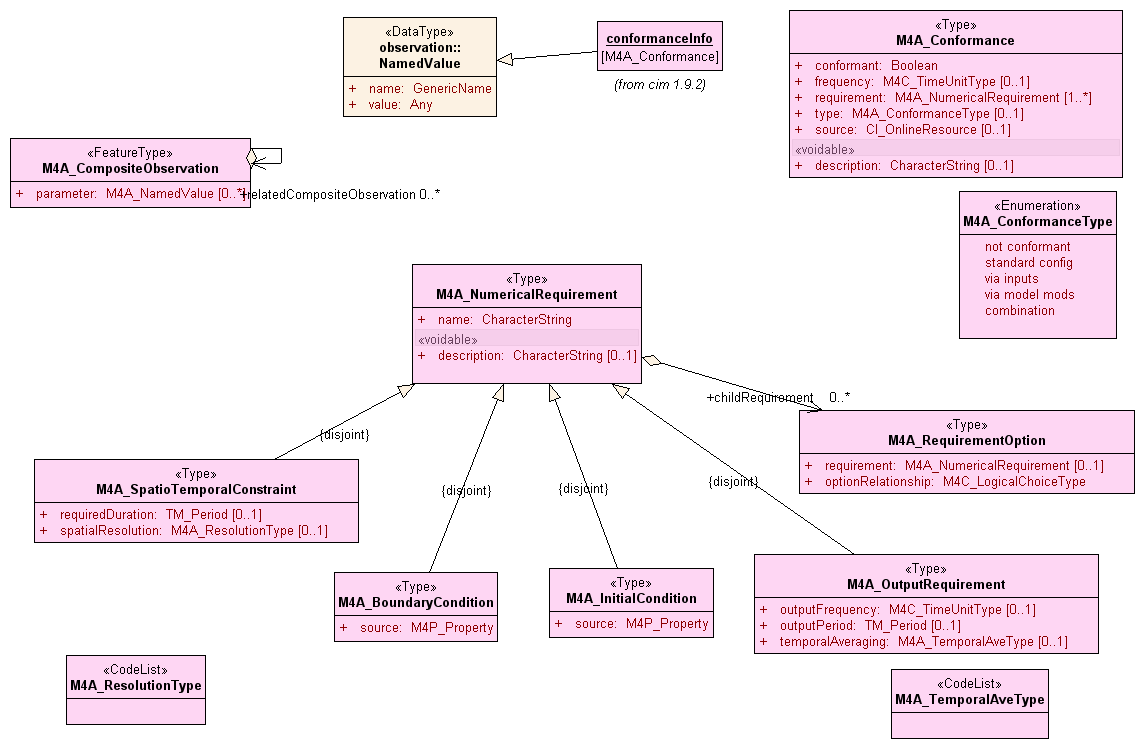 «DataType»
observation::
NamedValue
+ name: GenericName
+ value: Any
conformanceInfo
[M4A_Conformance]
(from cim 1.9.2)
«Type»
M4A_Conformance
+ conformant: Boolean
+ frequency: M4C_TimeUnitType [0..1]
+ requirement: M4A_NumericalRequirement [1..*]
+ type: M4A_ConformanceType [0..1]
+ source: CI_OnlineResource [0..1]
«voidable»
+ description: CharacterString [0..1]
«FeatureType»
M4A_CompositeObservation
+ parameter: M4A_NamedValue [0..*]
+relatedCompositeObservation 0..*
«Enumeration»
M4A_ConformanceType
not conformant
standard config
via inputs
via model mods
combination
«Type»
M4A_NumericalRequirement
+ name: CharacterString
«voidable»
+ description: CharacterString [0..1]
+childRequirement 0..*
«Type»
M4A_RequirementOption
+ requirement: M4A_NumericalRequirement [0..1]
+ optionRelationship: M4C_LogicalChoiceType
{disjoint}
{disjoint}
{disjoint}
{disjoint}
«Type»
M4A_SpatioTemporalConstraint
+ requiredDuration: TM_Period [0..1]
+ spatialResolution: M4A_ResolutionType [0..1]
«Type»
M4A_BoundaryCondition
+ source: M4P_Property
«Type»
M4A_InitialCondition
+ source: M4P_Property
«Type»
M4A_OutputRequirement
+ outputFrequency: M4C_TimeUnitType [0..1]
+ outputPeriod: TM_Period [0..1]
+ temporalAveraging: M4A_TemporalAveType [0..1]
«CodeList»
M4A_ResolutionType
«CodeList»
M4A_TemporalAveType